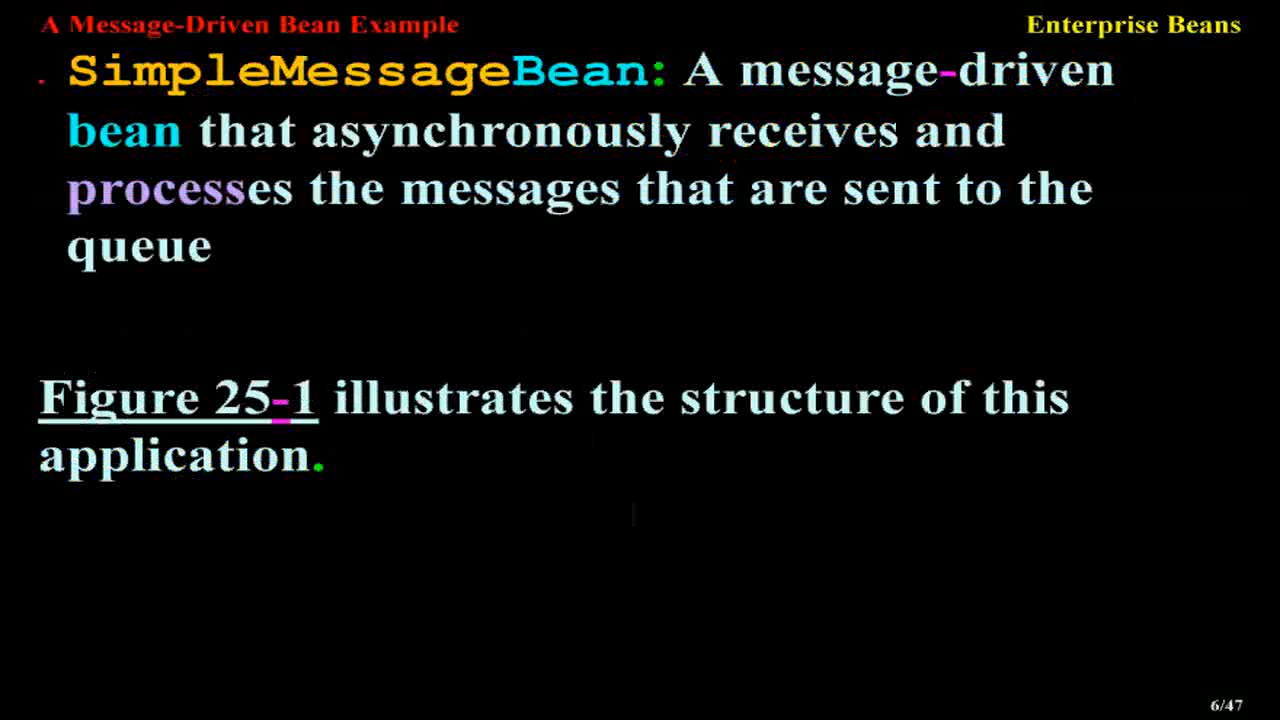 A Message-Driven Bean Example
Enterprise Beans
SimpleMessageBean: A message-driven
bean that asynchronously receives and
processes the messages that are sent to the
queue
Figure 25-1 illustrates the structure of this
application.
6/47